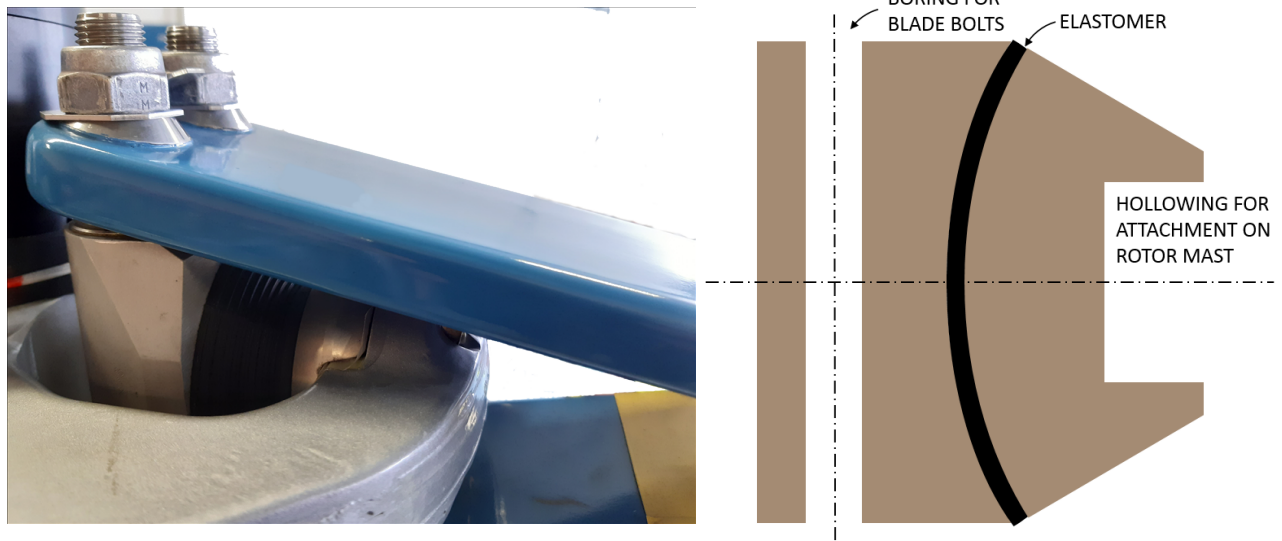 BORING FOR
BLADE BOLTS
ELASTOMER
HOLLOWING FOR
ATTACHMENT ON
ROTOR MAST
M
M